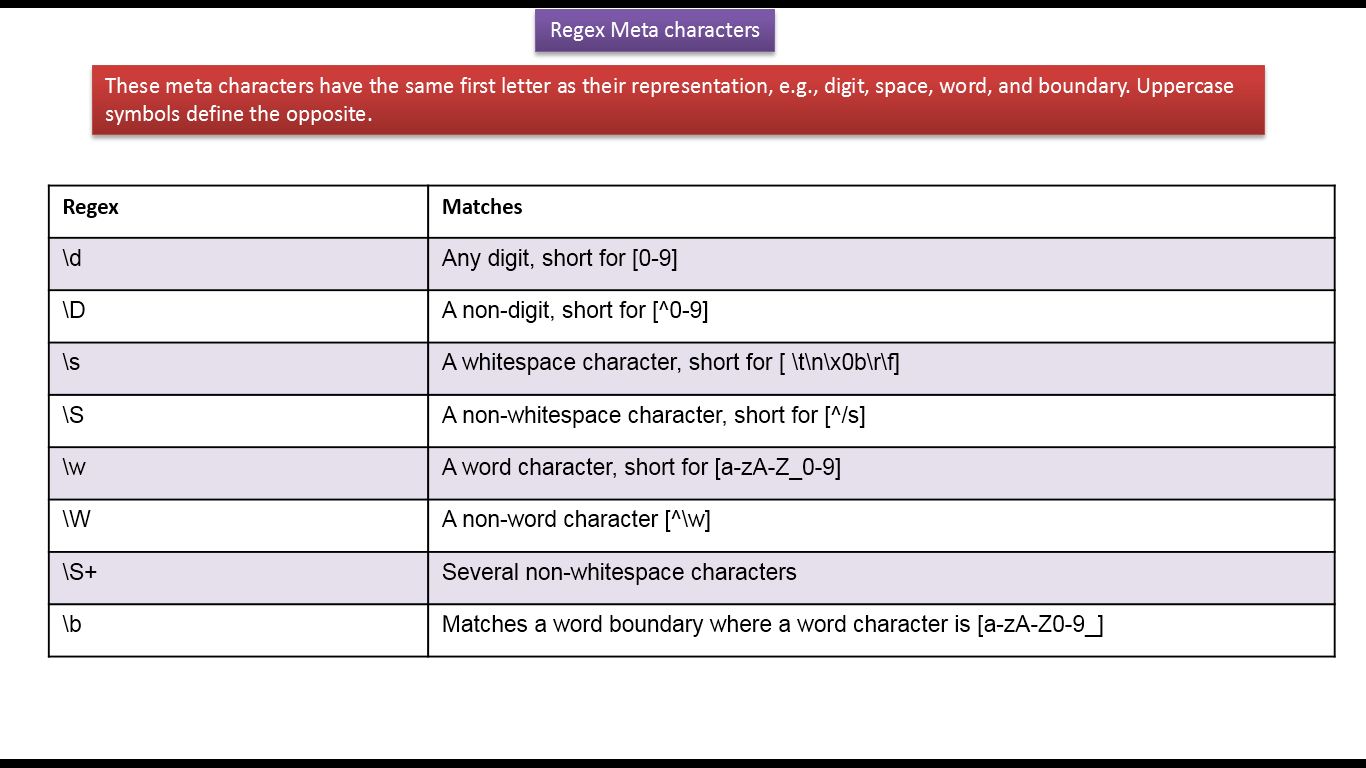 Regex Meta characters
These meta characters have the same first letter as their representation, e.g., digit, space, word, and boundary. Uppercase
symbols define the opposite.
Regex Matches
\d Any digit, short for [0-9]
\D A non-digit, short for [^0-9]
\s A whitespace character, short for [ \t\n\x0b\r\f]
\S A non-whitespace character, short for [^/s]
\w A word character, short for [a-zA-Z_0-9]
\W A non-word character [^\w]
\S+ Several non-whitespace characters
\b Matches a word boundary where a word character is [a-zA-Z0-9_]